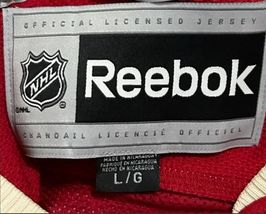 OFFICIAL LICENSED JERSEY
NHL
©NHL
Reebok
CHANDAIL LICENCIÉ OFFICIEL
MADE IN NICARAGUA
FABRIQUÉ EN NICARAGUA
HECHO EN NICARAGUA
L/G